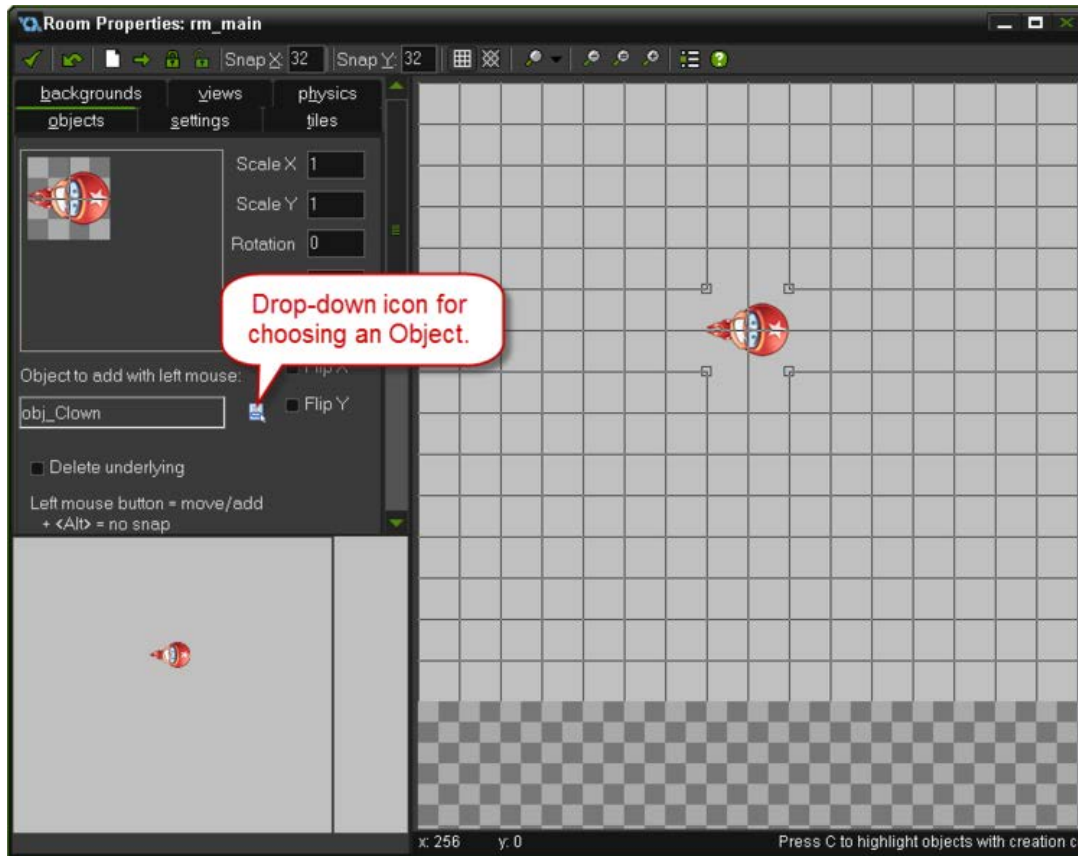 Room Properties: rm_main
Snap X: 32 Snap Y: 32
backgrounds views physics
objects settings tiles
Scale X 1
Scale Y 1
Rotation 0
Drop-down icon for
choosing an Object.
Flip X
Object to add with left mouse:
obj_Clown
Flip Y
Delete underlying
Left mouse button = move/add
+ <Alt> = no snap
x: 256 y: 0 Press C to highlight objects with creation c